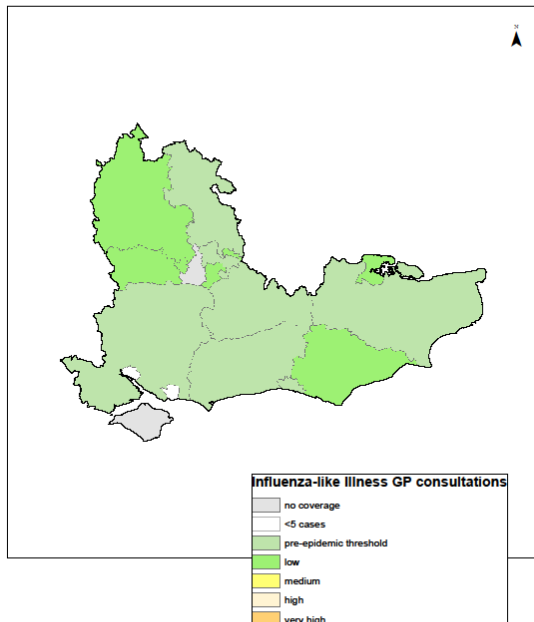 N
Influenza-like Illness GP consultations
no coverage
<5 cases
pre-epidemic threshold
low
medium
high
very high